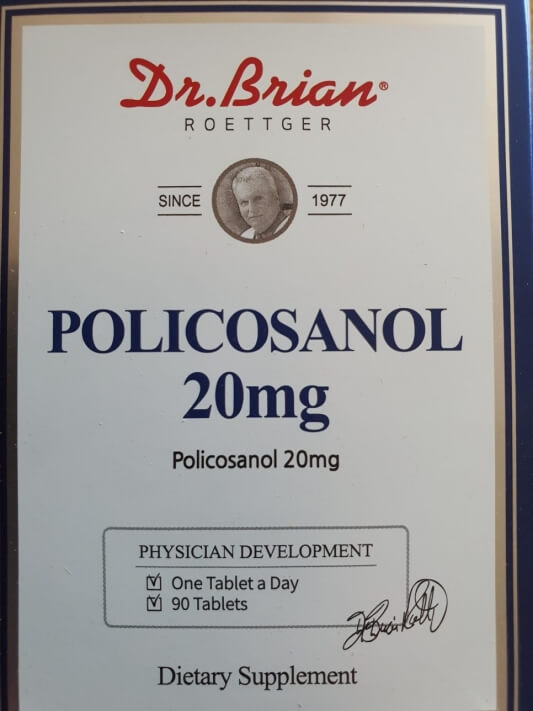 Dr.Brian®
ROETTGER
SINCE 1977
POLICOSANOL
20mg
Policosanol 20mg
PHYSICIAN DEVELOPMENT
☑ One Tablet a Day
☑ 90 Tablets
Dietary Supplement